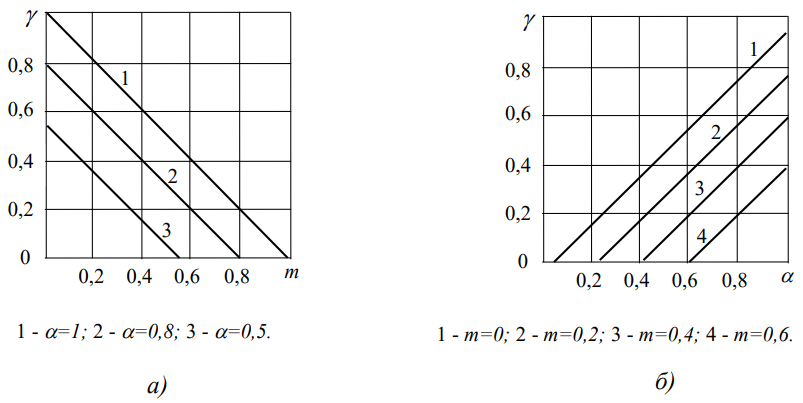 γ
0,8
0,6
0,4
0,2
0
1
2
3
0,2 0,4 0,6 0,8 m
1 - α=1; 2 - α=0,8; 3 - α=0,5.
а)
γ
0,8
0,6
0,4
0,2
0
1
2
3
4
0,2 0,4 0,6 0,8 α
1 - m=0; 2 - m=0,2; 3 - m=0,4; 4 - m=0,6.
б)